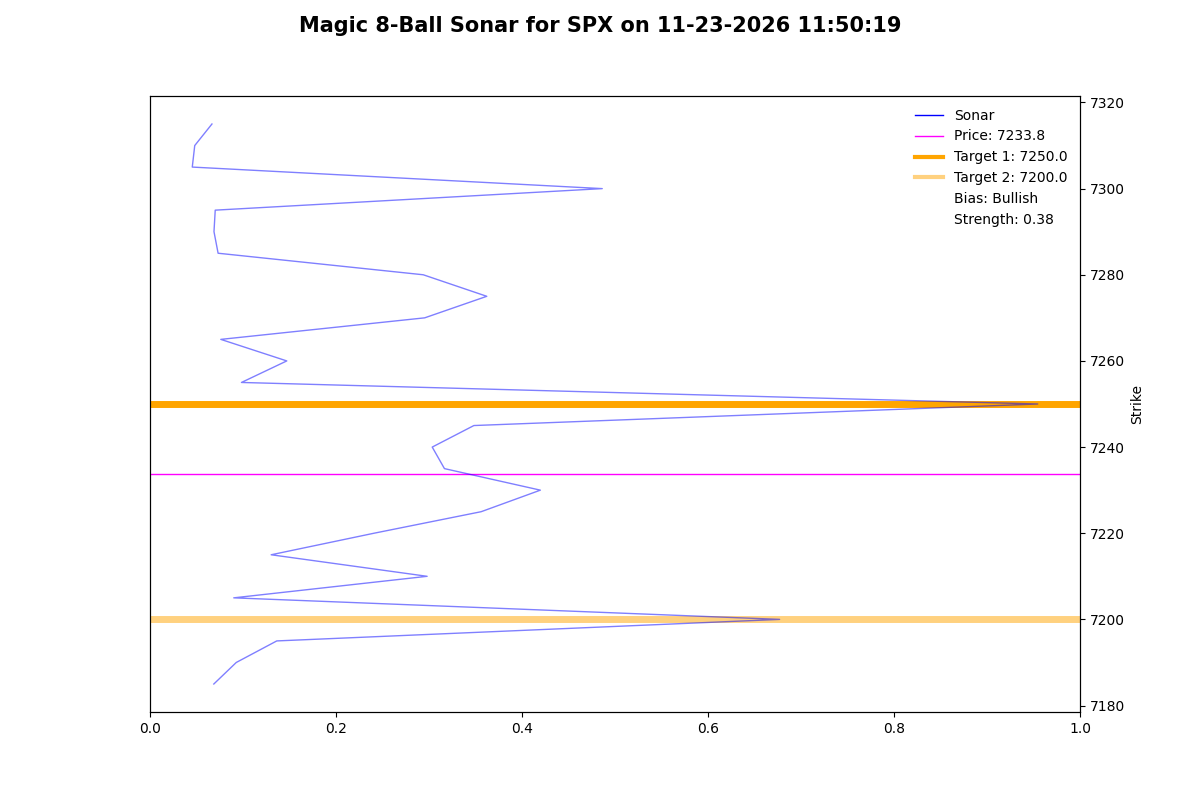 Magic 8-Ball Sonar for SPX on 11-23-2026 11:50:19
Sonar
Price: 7233.8
Target 1: 7250.0
Target 2: 7200.0
Bias: Bullish
Strength: 0.38
7320
7300
7280
7260
7240
7220
7200
7180
Strike
0.0 0.2 0.4 0.6 0.8 1.0